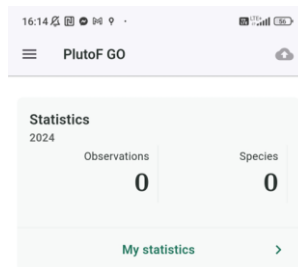 16:14
PlutoF GO
Statistics
2024
Observations Species
0 0
My statistics